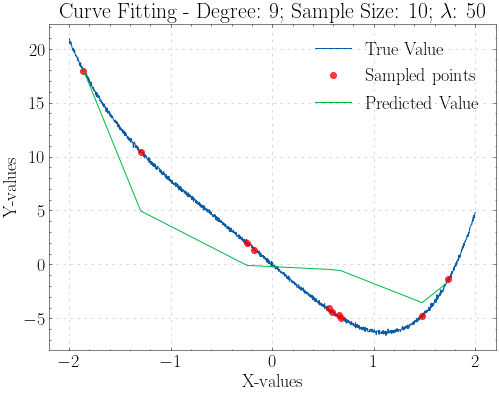 Curve Fitting - Degree: 9; Sample Size: 10; λ: 50
True Value
Sampled points
Predicted Value
Y-values
20
15
10
5
0
−5
−2
−1
0
1
2
X-values